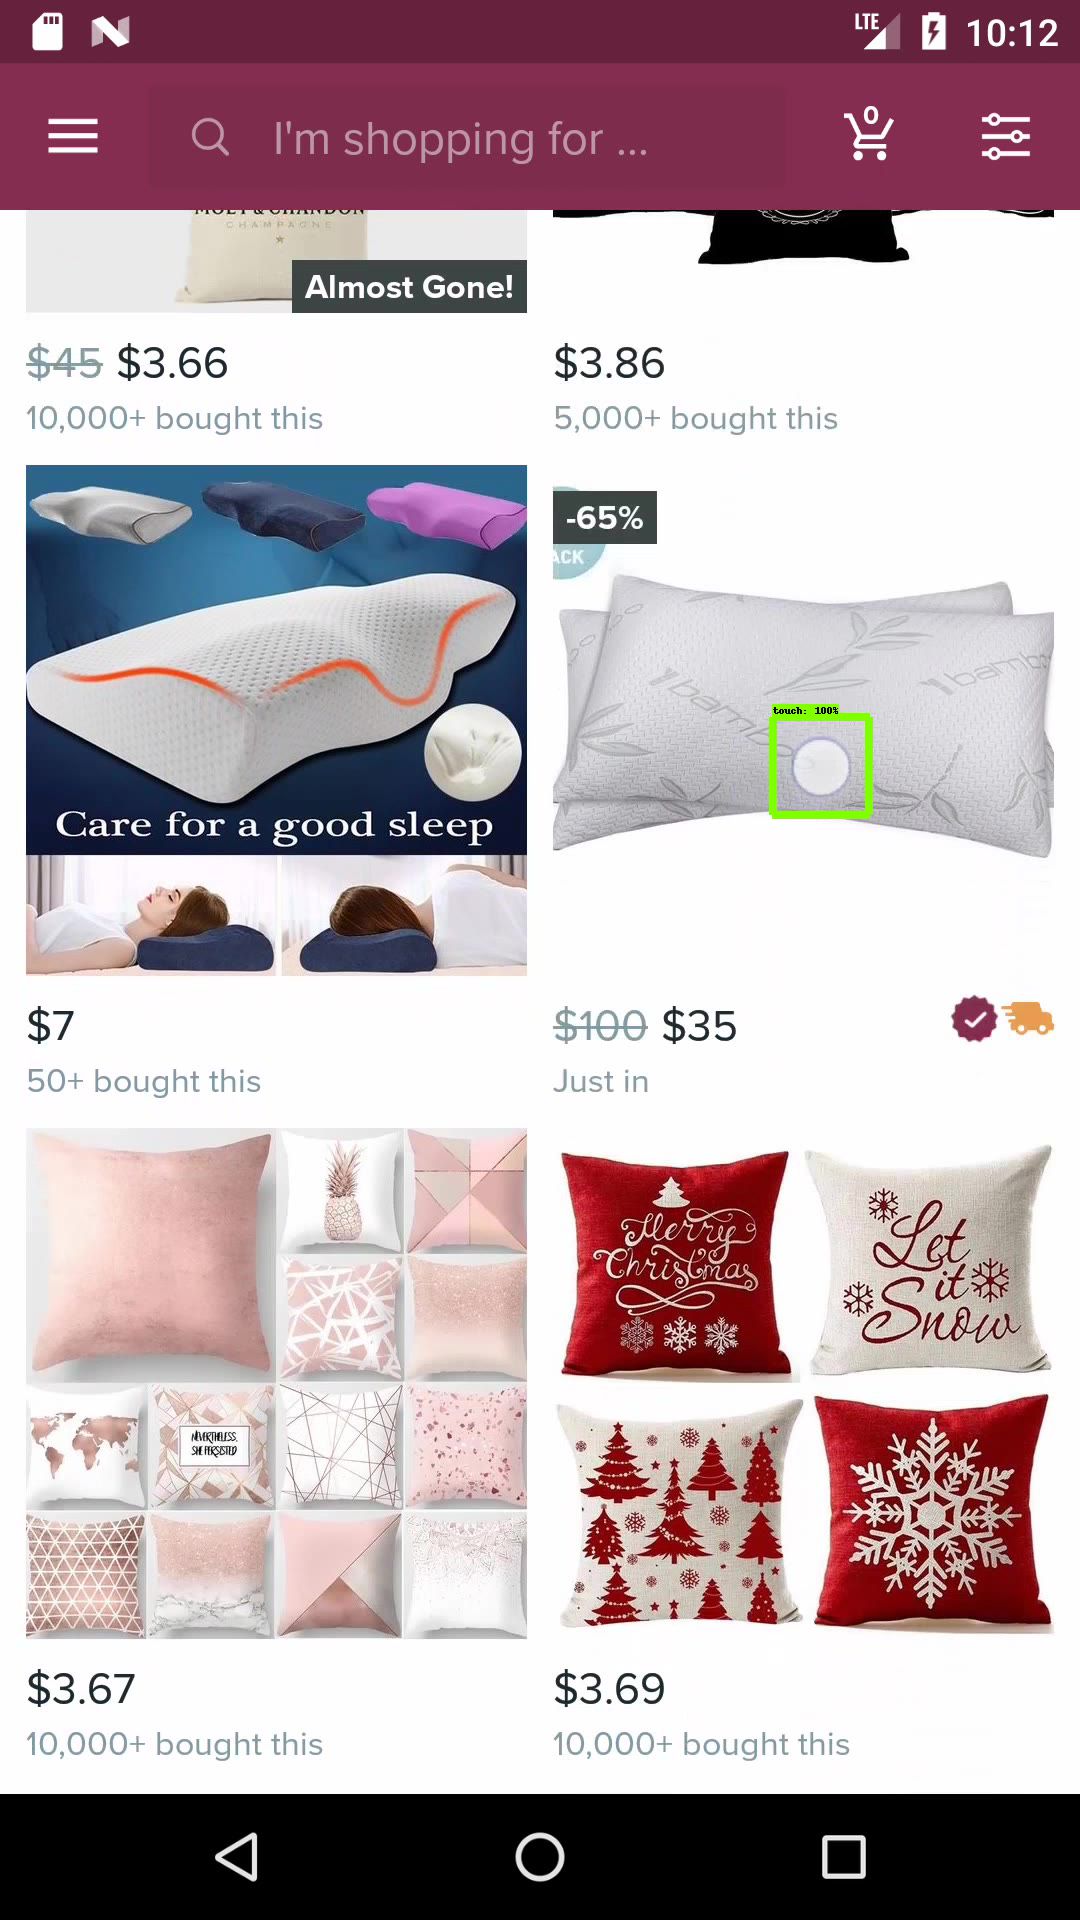 LTE
10:12
I'm shopping for ...
0
MOËT & CHANDON
CHAMPAGNE
Almost Gone!
$45 $3.66
10,000+ bought this
$3.86
5,000+ bought this
Care for a good sleep
-65%
ACK
bamboo
bamboo
touch: 100%
$7
50+ bought this
$100 $35
Just in
NEVERTHELESS,
SHE PERSISTED
Merry
Christmas
Let
it
Snow
$3.67
10,000+ bought this
$3.69
10,000+ bought this